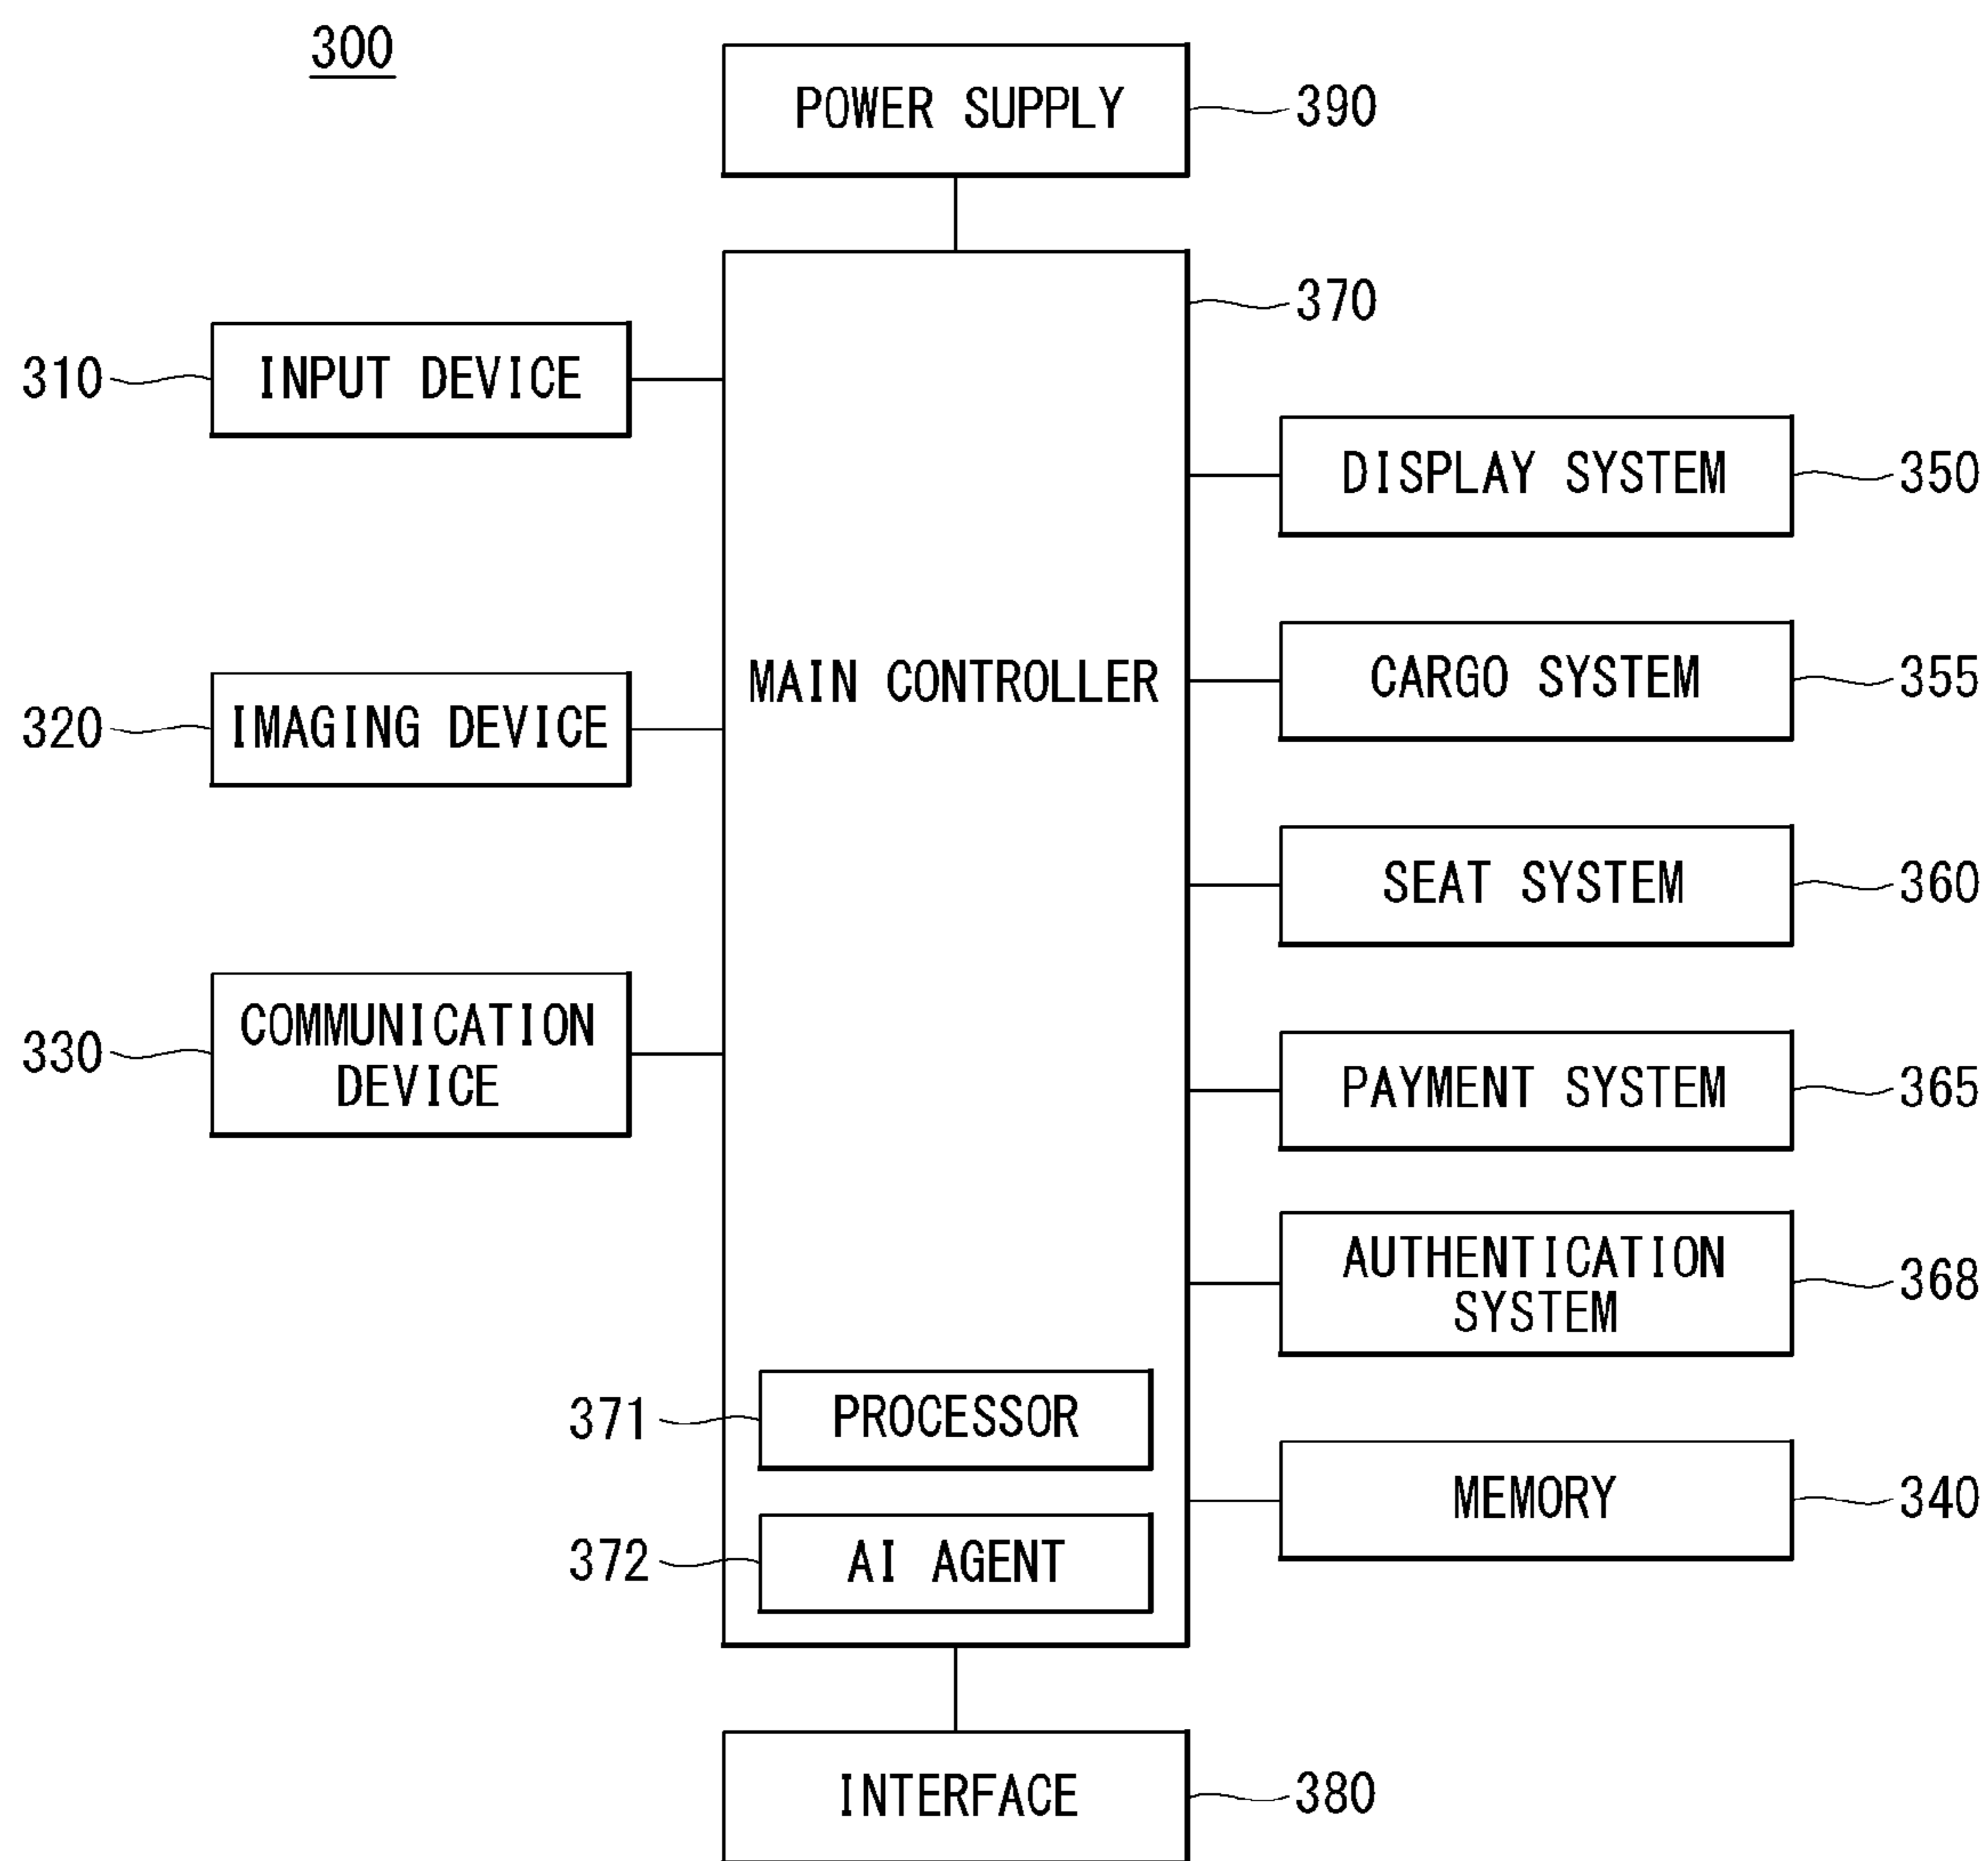 300
POWER SUPPLY
390
370
310
INPUT DEVICE
DISPLAY SYSTEM
350
MAIN CONTROLLER
CARGO SYSTEM
355
320
IMAGING DEVICE
SEAT SYSTEM
360
330
COMMUNICATION
DEVICE
PAYMENT SYSTEM
365
AUTHENTICATION
SYSTEM
368
371
PROCESSOR
MEMORY
340
372
AI AGENT
INTERFACE
380